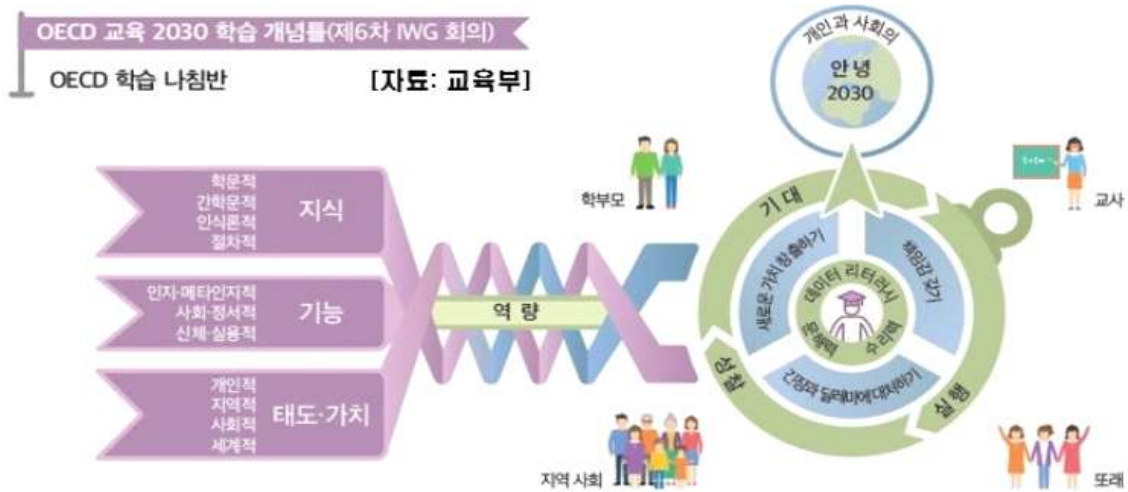 OECD 교육 2030 학습 개념틀(제6차 IWG 회의)
OECD 학습 나침반 [자료: 교육부]
학문적
간학문적
인식론적
절차적
지식
인지·메타인지적
사회·정서적
신체·실용적
기능
개인적
지역적
사회적
세계적
태도·가치
역량
개인과 사회의
안녕
2030
학부모
교사
기대
새로운 가치 창출하기
책임감 갖기
데이터 리터러시
문해력
수리력
긴장과 딜레마에 대처하기
성찰
실행
지역 사회
또래